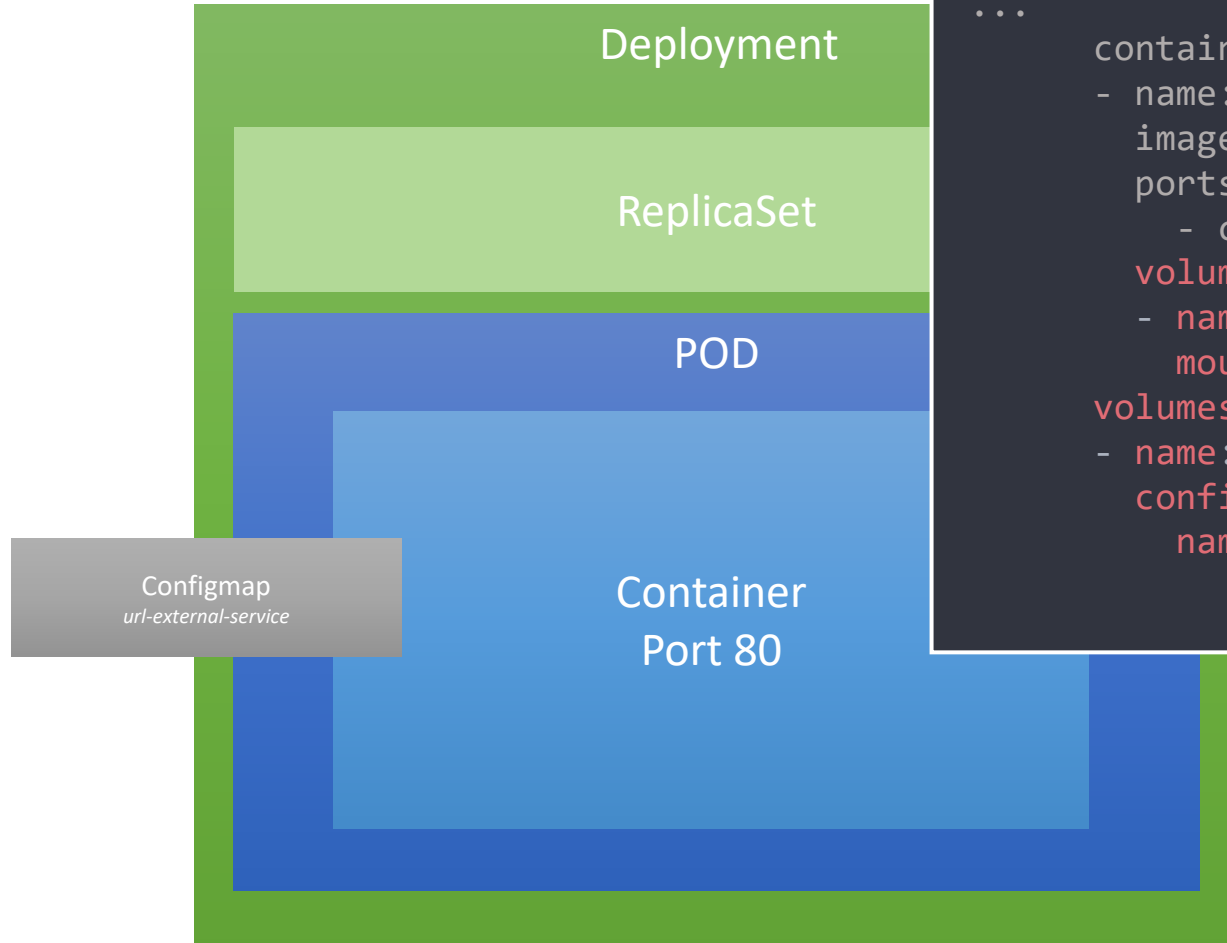 Deployment
ReplicaSet
POD
Container
Port 80
Configmap
url-external-service
...
contain
- name:
image
ports
- c
volum
- nam
mou
volumes
- name:
confi
nam